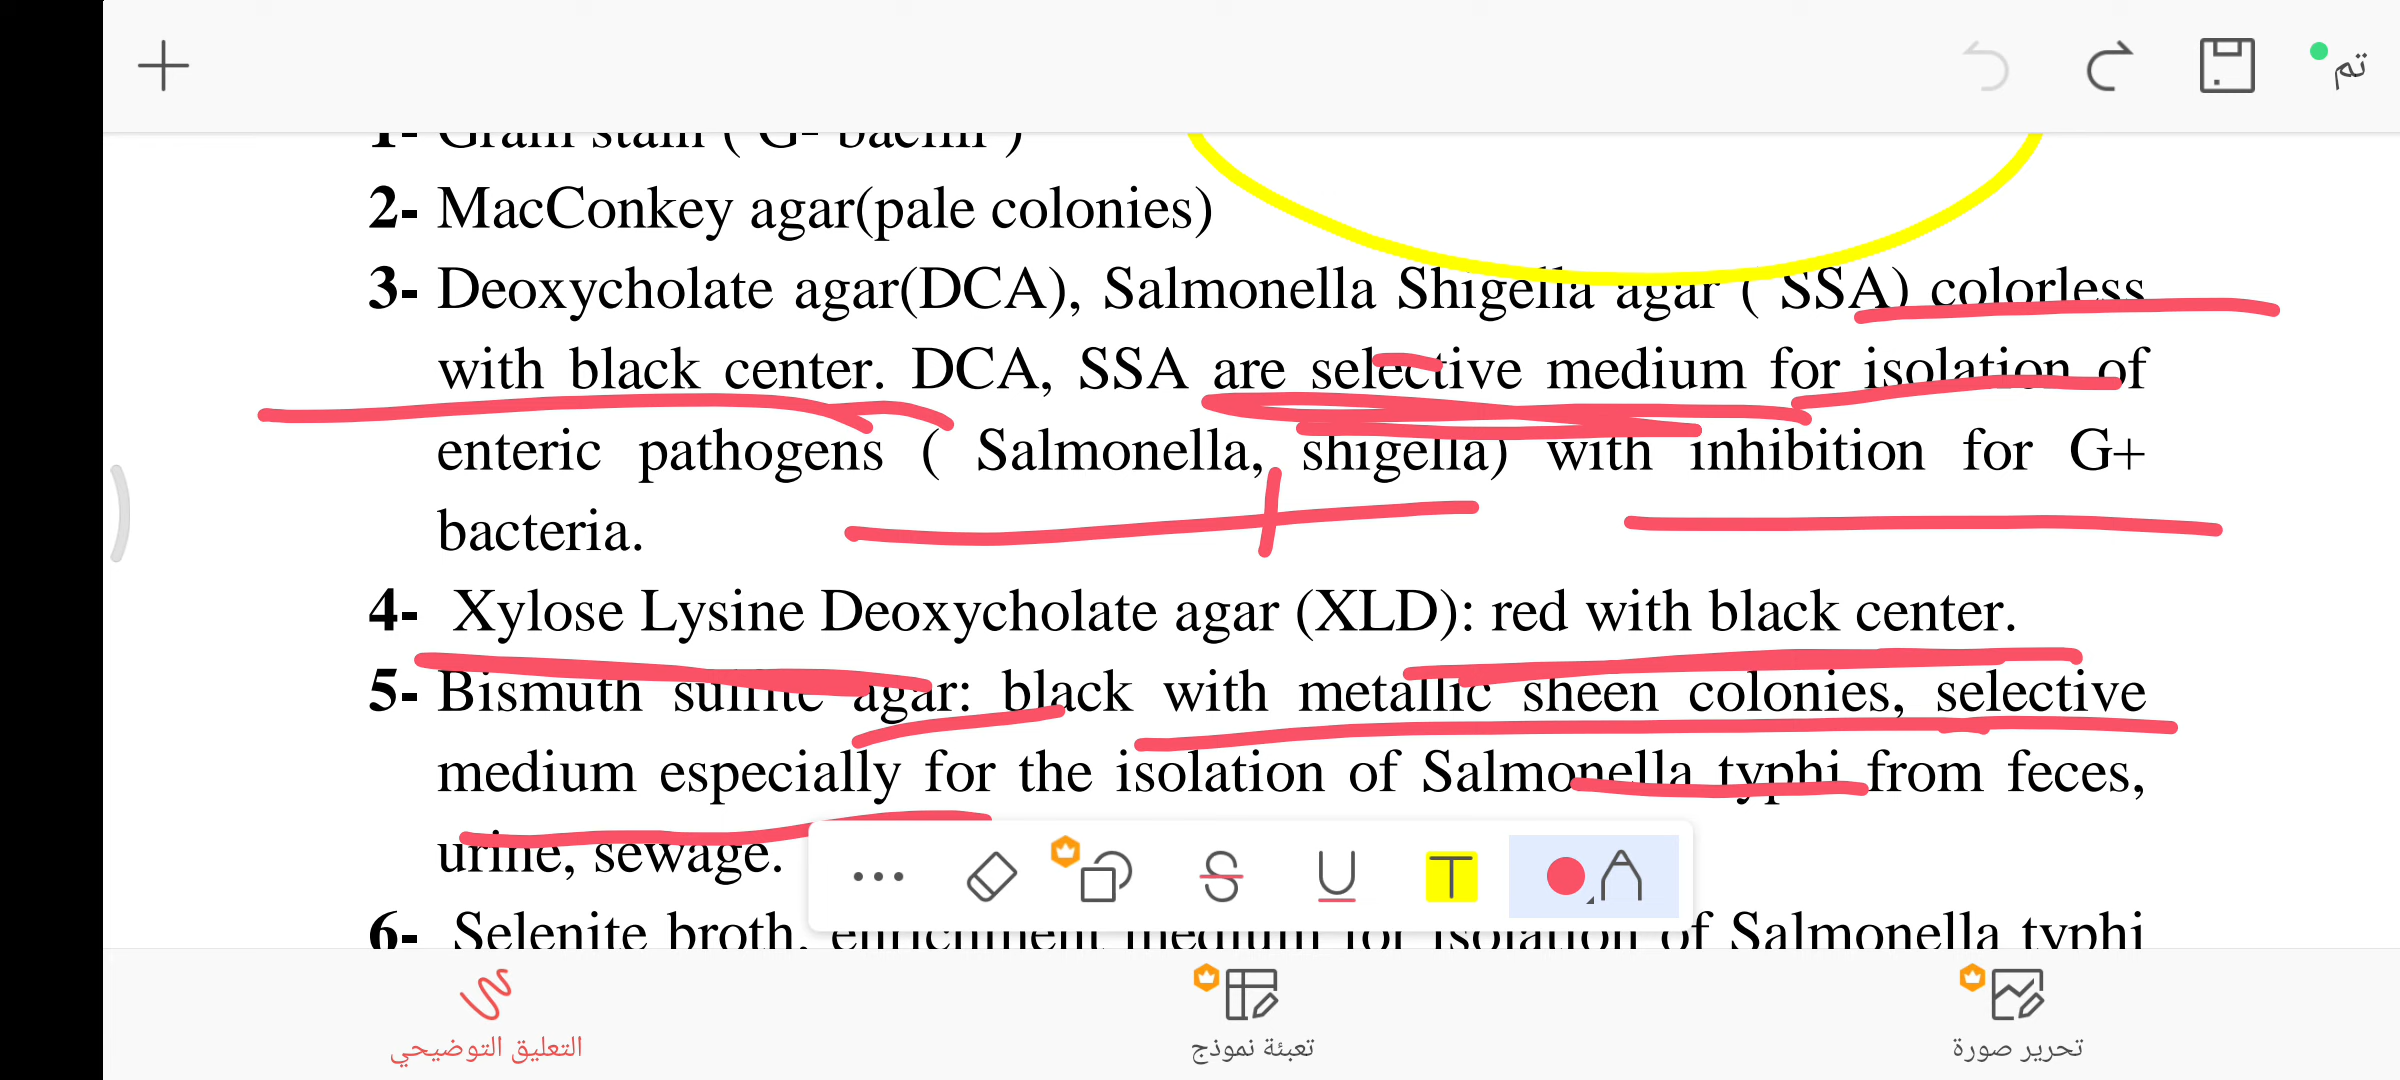 تم
1- Gram stain ( G- bacilli )
2- MacConkey agar(pale colonies)
3- Deoxycholate agar(DCA), Salmonella Shigella agar ( SSA) colorless
with black center. DCA, SSA are selective medium for isolation of
enteric pathogens ( Salmonella, shigella) with inhibition for G+
bacteria.
4- Xylose Lysine Deoxycholate agar (XLD): red with black center.
5- Bismuth sulfite agar: black with metallic sheen colonies, selective
medium especially for the isolation of Salmonella typhi from feces,
urine, sewage.
6- Selenite broth, enrichment medium for isolation of Salmonella typhi
التعليق التوضيحي
تعبئة نموذج
تحرير صورة